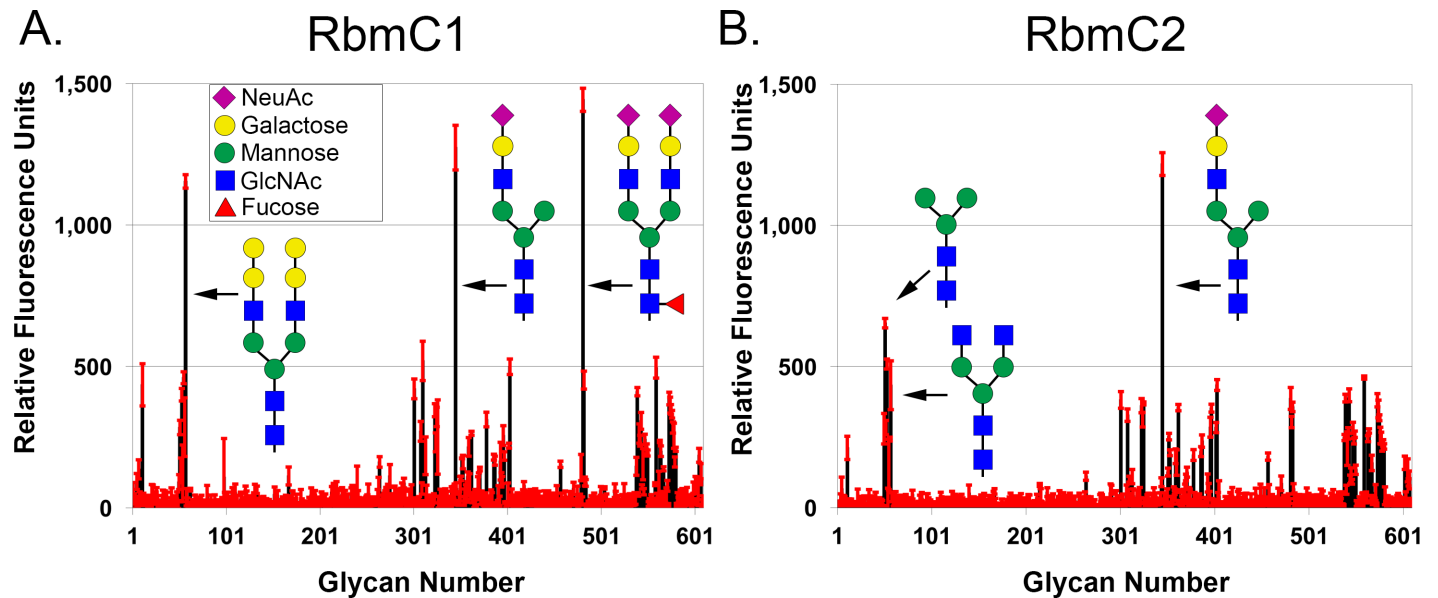 A.
RbmC1
Relative Fluorescence Units
1,500
1,000
500
0
NeuAc
Galactose
Mannose
GlcNAc
Fucose
1
101
201
301
401
501
601
Glycan Number
B.
RbmC2
Relative Fluorescence Units
1,500
1,000
500
0
1
101
201
301
401
501
601
Glycan Number